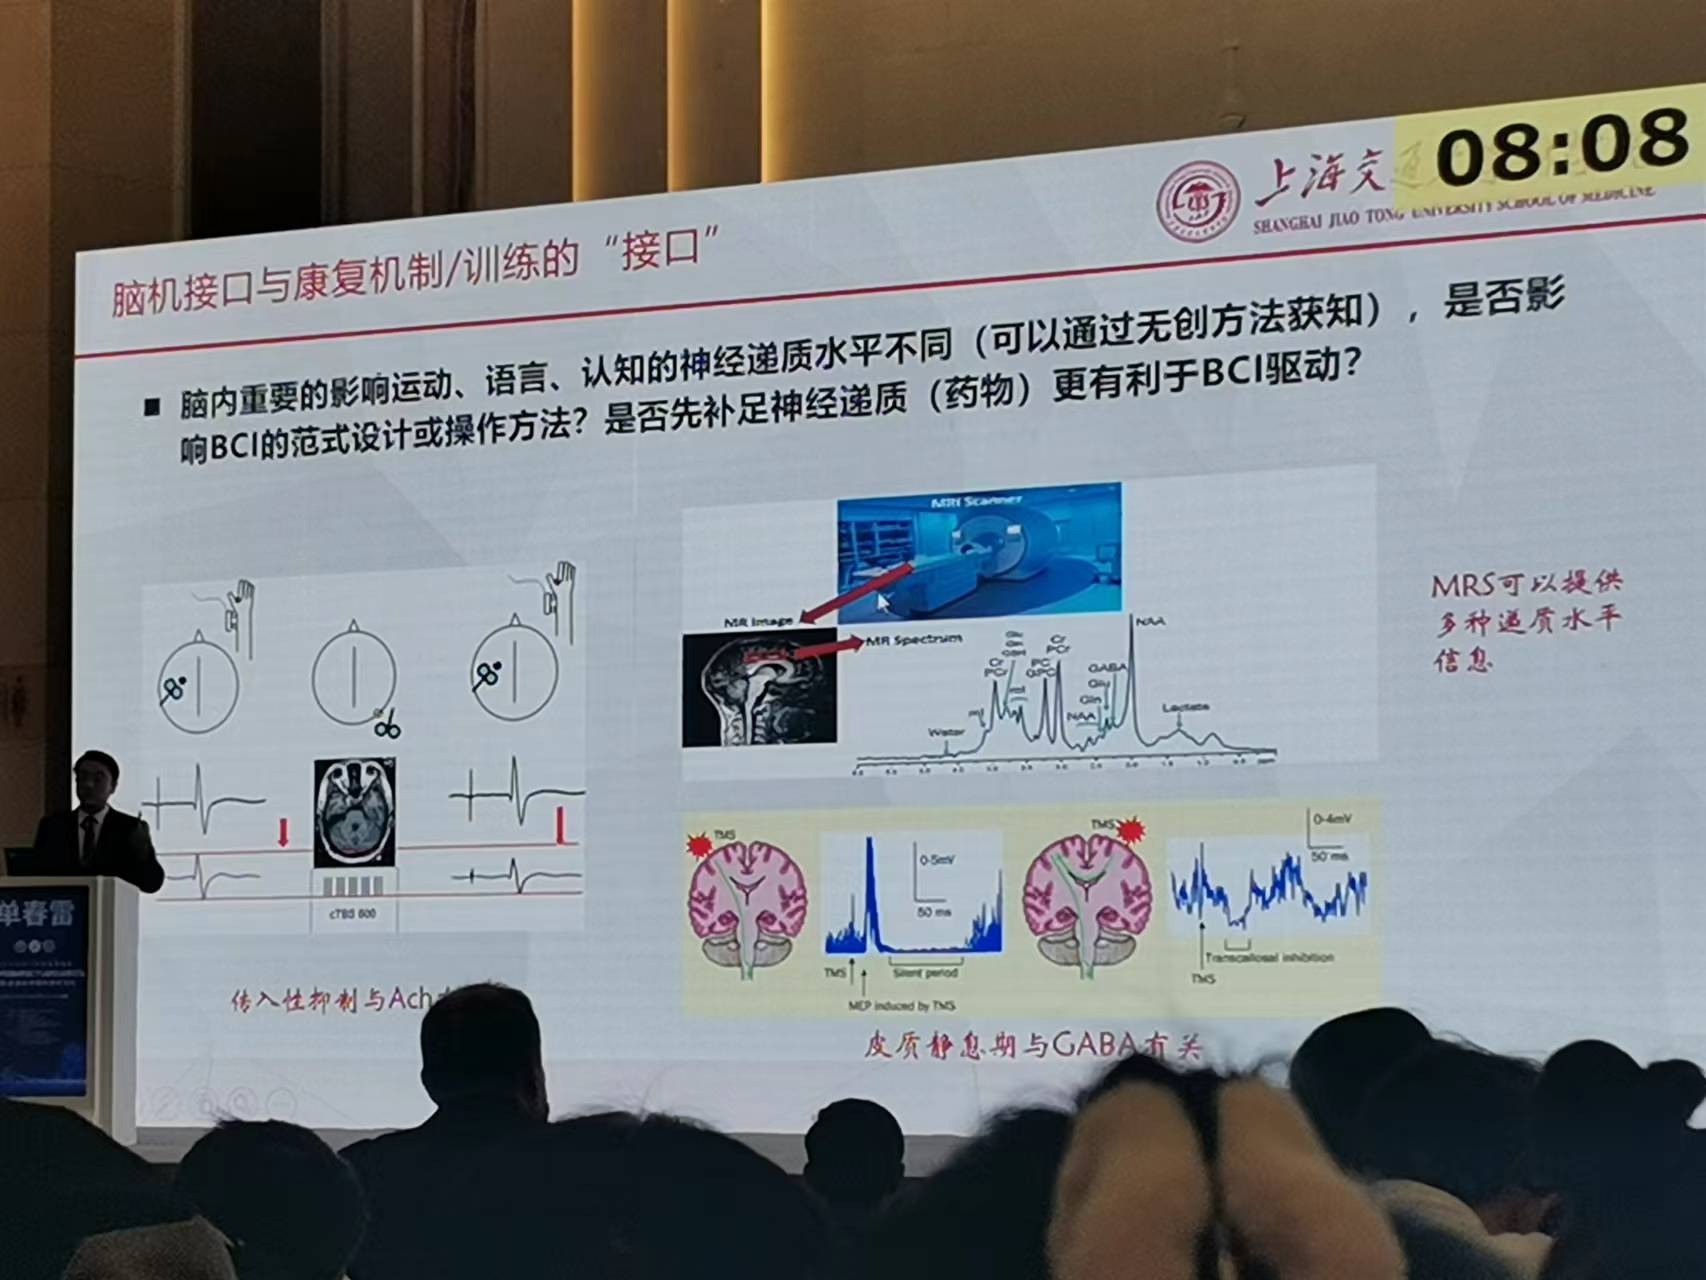 08:08
上海交
SHANGHAI JIAO TONG UNIVERSITY SCHOOL OF MEDICINE
脑机接口与康复机制/训练的“接口”
■ 脑内重要的影响运动、语言、认知的神经递质水平不同（可以通过无创方法获知），是否影
响BCI的范式设计或操作方法？是否先补足神经递质（药物）更有利于BCI驱动？
MRI Scanner
MR Image
MR Spectrum
NAA
Cr
PCr
Cr
PCr
PC
GPC
GABA
Glu
Gln
NAA
mI
Water
Lactate
MRS可以提供
多种递质水平
信息
cTBS 600
传入性抑制与Ach
TMS
0·5mV
50 ms
TMS
Silent period
MEP induced by TMS
TMS
0·4mV
50 ms
Transcallosal inhibition
TMS
皮质静息期与GABA有关
单春雷